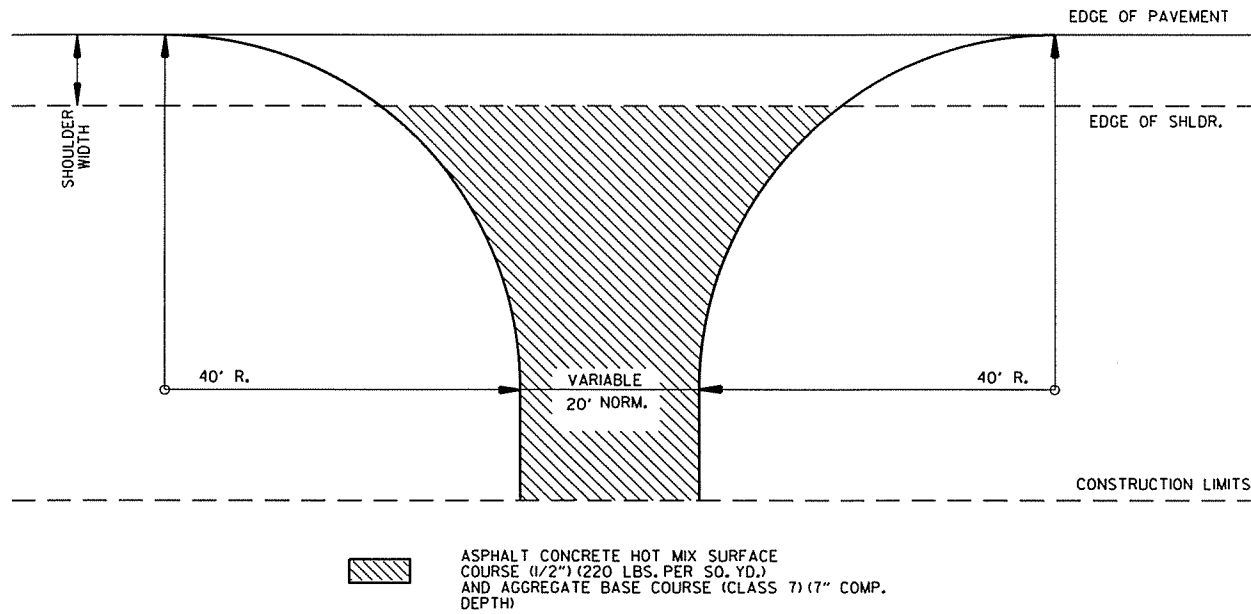 EDGE OF PAVEMENT
EDGE OF SHLDR.
SHOULDER
WIDTH
40' R.
VARIABLE
20' NORM.
40' R.
CONSTRUCTION LIMITS
ASPHALT CONCRETE HOT MIX SURFACE
COURSE (1/2") (220 LBS. PER SQ. YD.)
AND AGGREGATE BASE COURSE (CLASS 7) (7" COMP.
DEPTH)